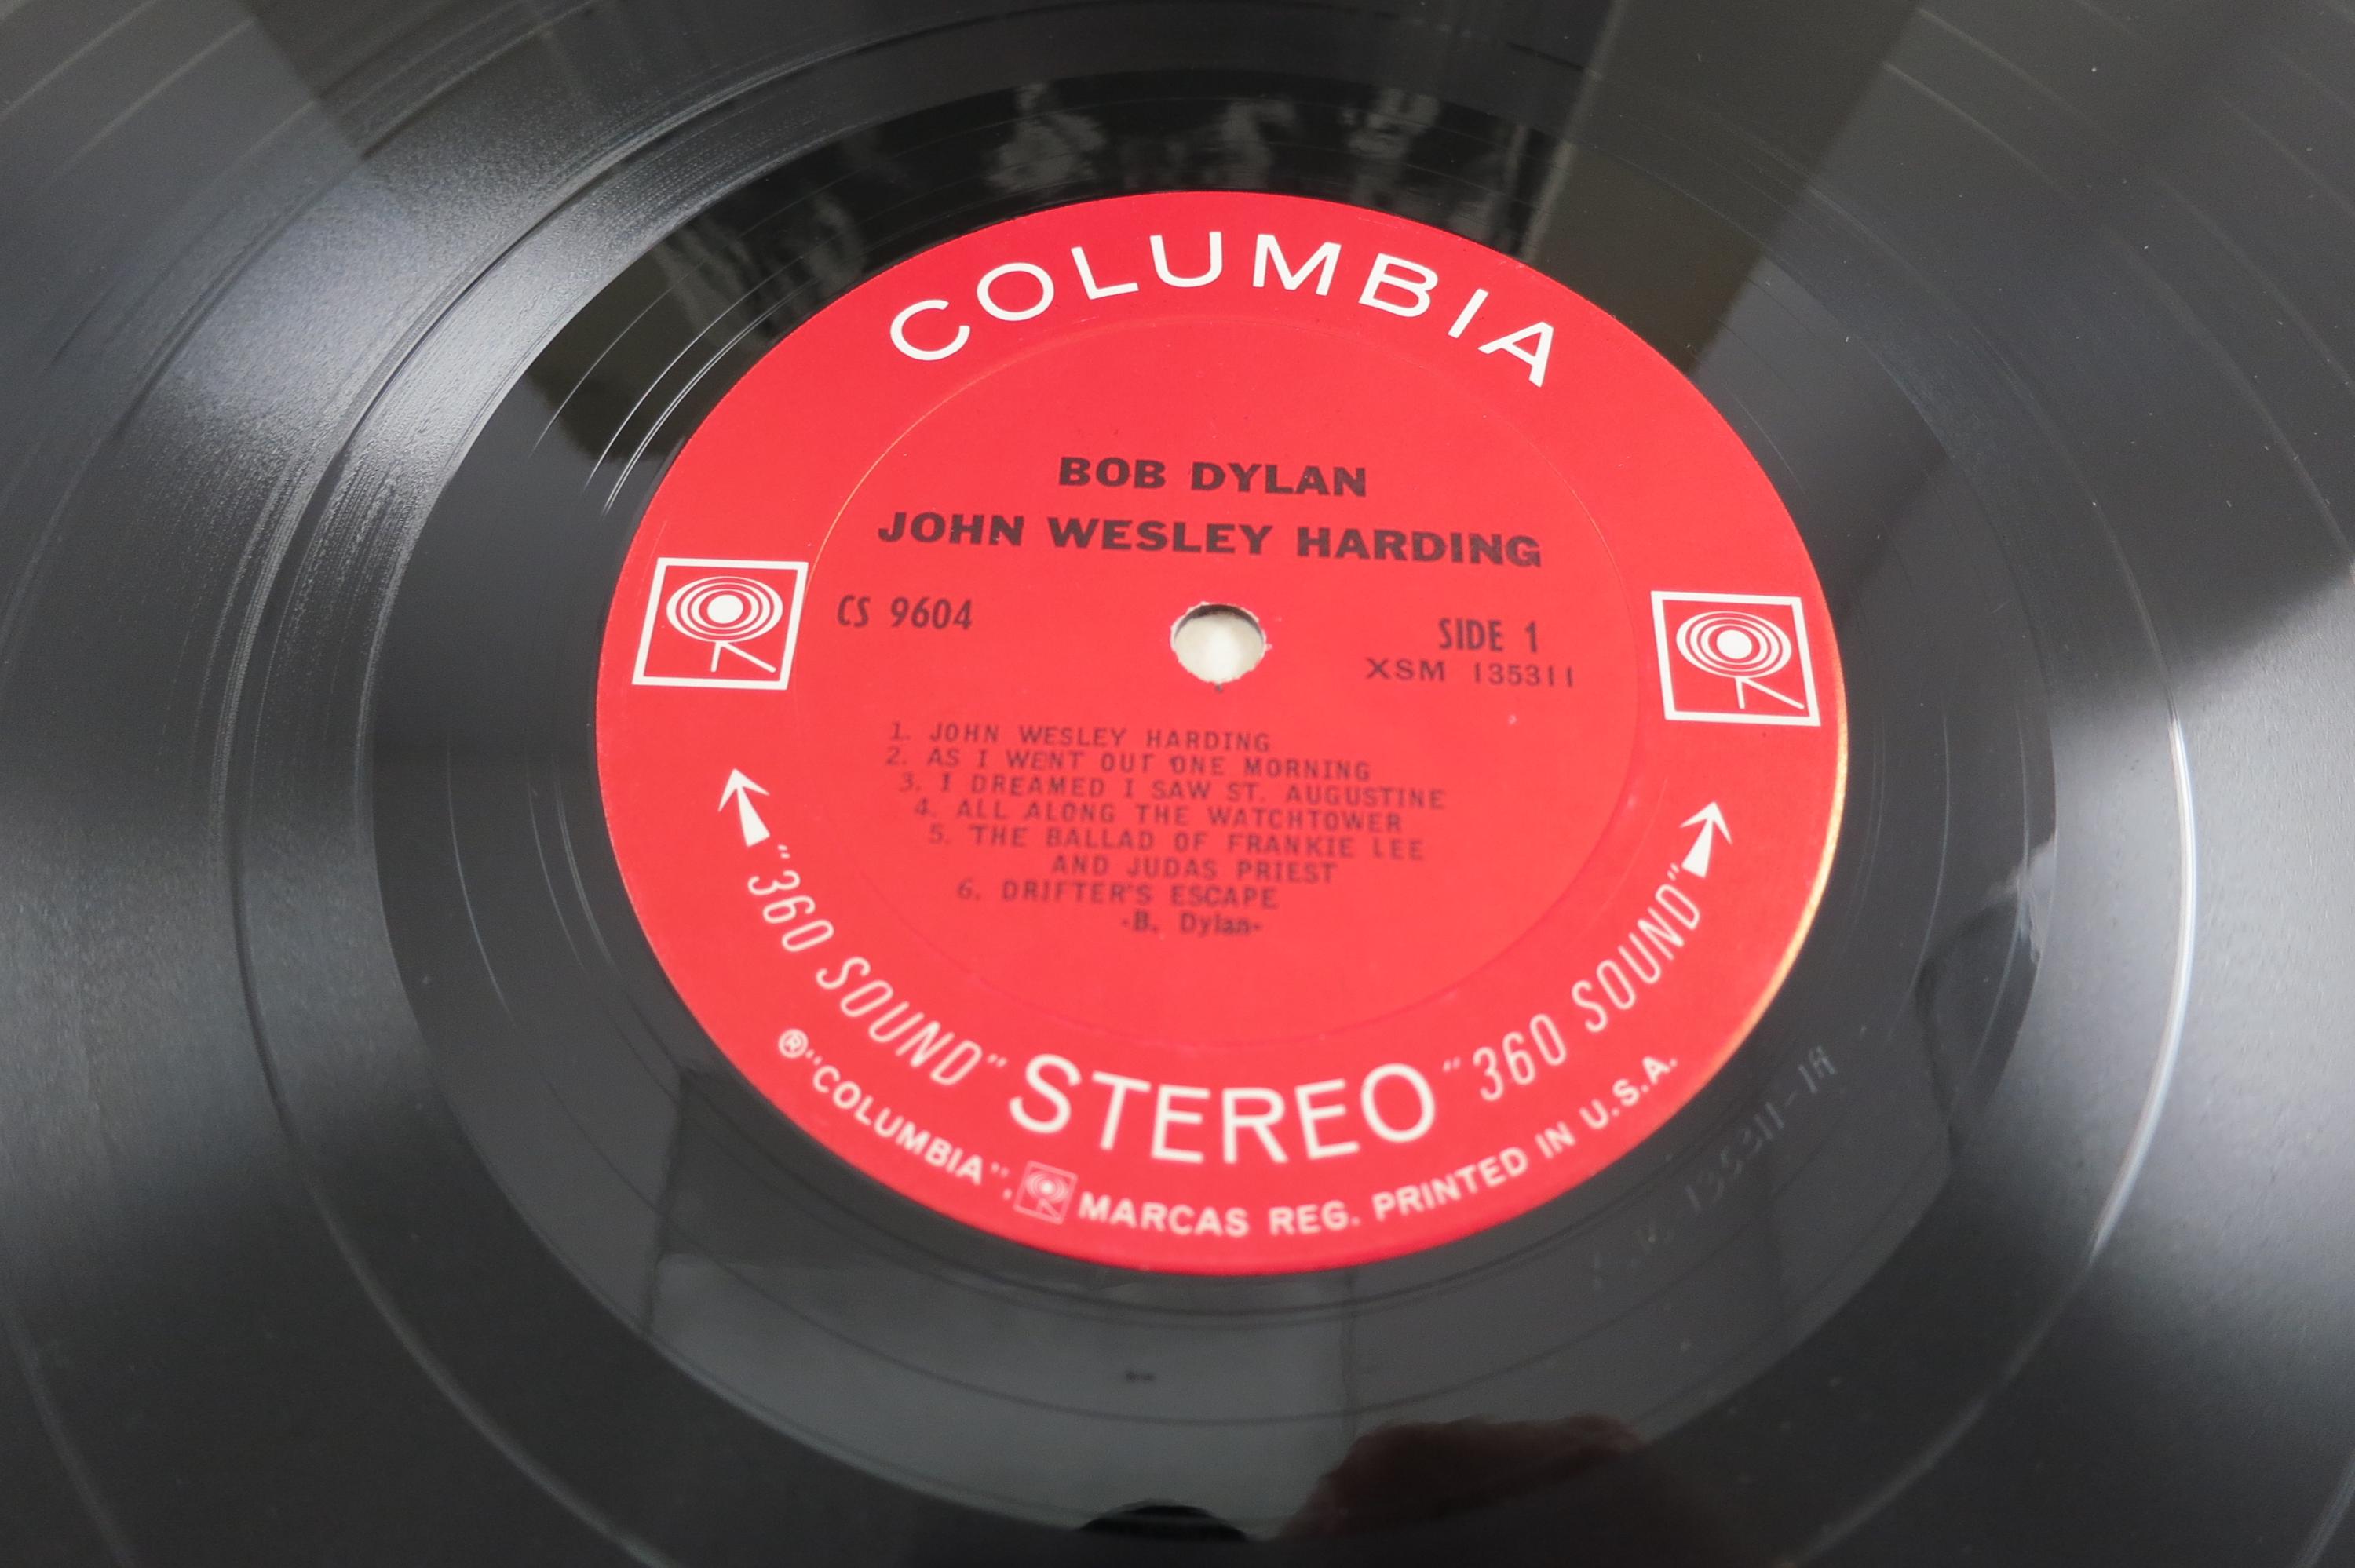 COLUMBIA
BOB DYLAN
JOHN WESLEY HARDING
CS 9604
SIDE 1
XSM 135311
1. JOHN WESLEY HARDING
2. AS I WENT OUT ONE MORNING
3. I DREAMED I SAW ST. AUGUSTINE
4. ALL ALONG THE WATCHTOWER
5. THE BALLAD OF FRANKIE LEE
AND JUDAS PRIEST
6. DRIFTER'S ESCAPE
-B. Dylan-
"360 SOUND" STEREO "360 SOUND"
®"COLUMBIA", MARCAS REG. PRINTED IN U.S.A.
135311-1A